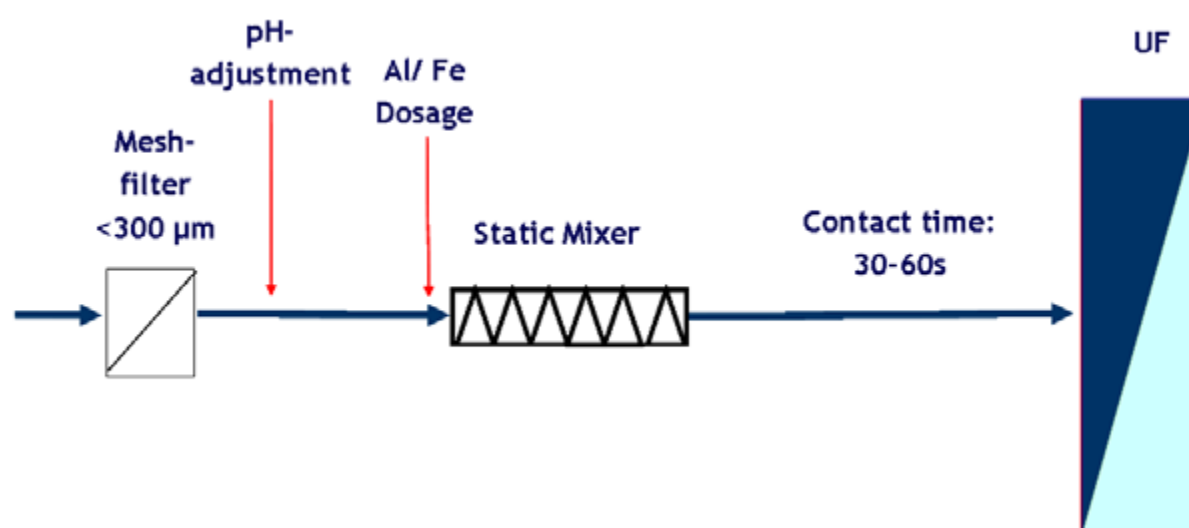 pH-
adjustment
Al/ Fe
Dosage
UF
Mesh-
filter
<300 µm
Static Mixer
Contact time:
30-60s